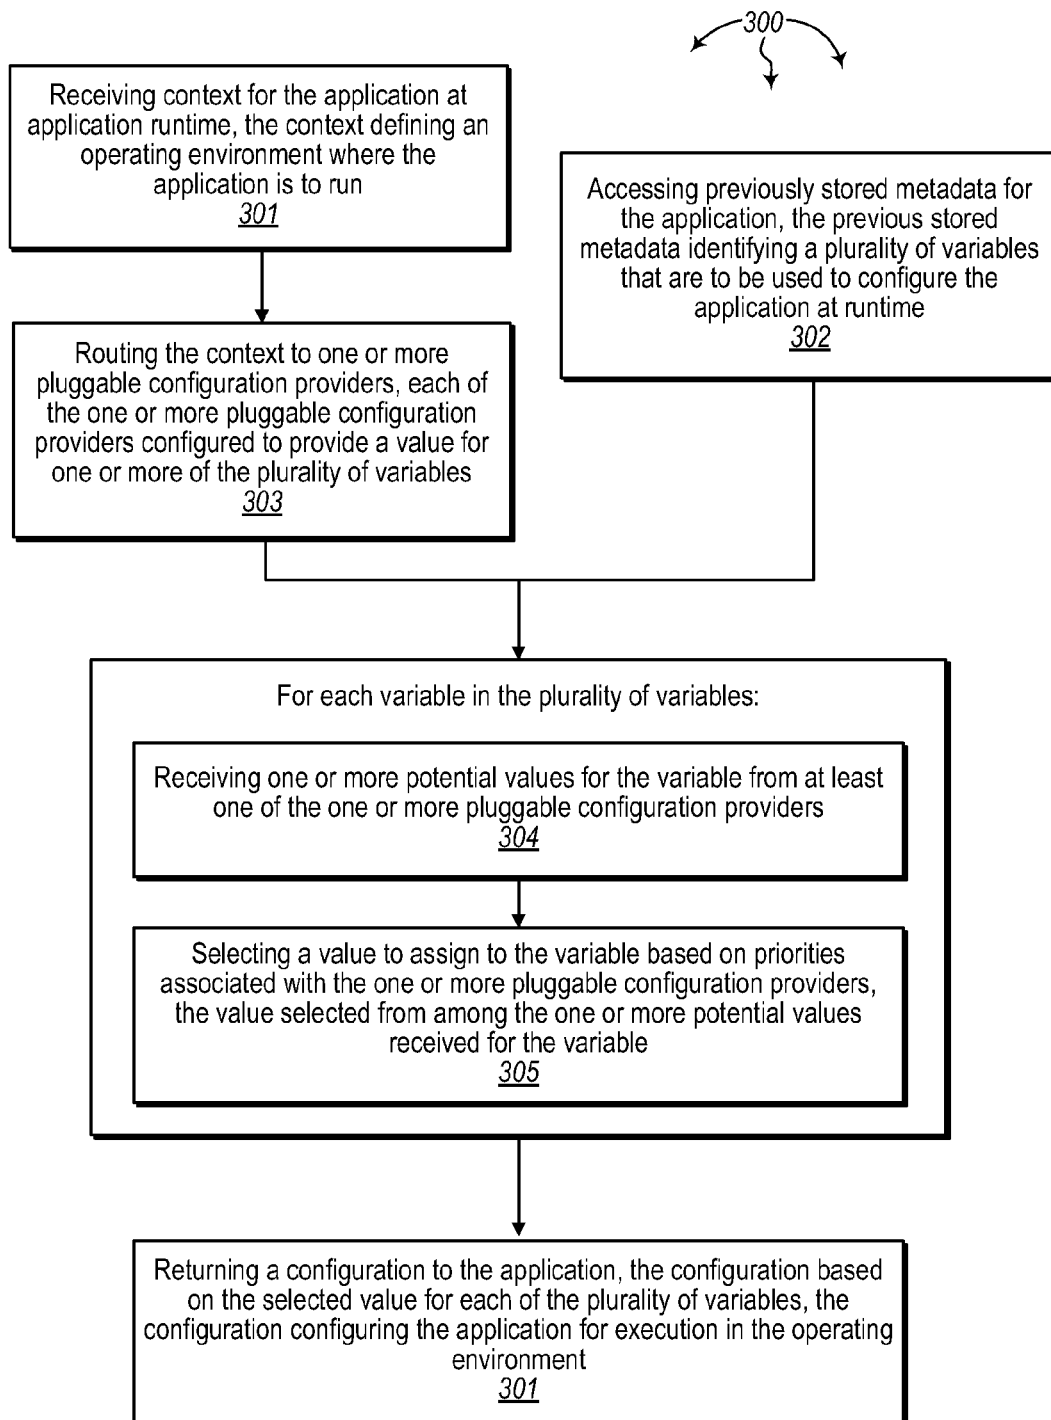 300
Receiving context for the application at
application runtime, the context defining an
operating environment where the
application is to run
301
Accessing previously stored metadata for
the application, the previous stored
metadata identifying a plurality of variables
that are to be used to configure the
application at runtime
302
Routing the context to one or more
pluggable configuration providers, each of
the one or more pluggable configuration
providers configured to provide a value for
one or more of the plurality of variables
303
For each variable in the plurality of variables:
Receiving one or more potential values for the variable from at least
one of the one or more pluggable configuration providers
304
Selecting a value to assign to the variable based on priorities
associated with the one or more pluggable configuration providers,
the value selected from among the one or more potential values
received for the variable
305
Returning a configuration to the application, the configuration based
on the selected value for each of the plurality of variables, the
configuration configuring the application for execution in the operating
environment
301